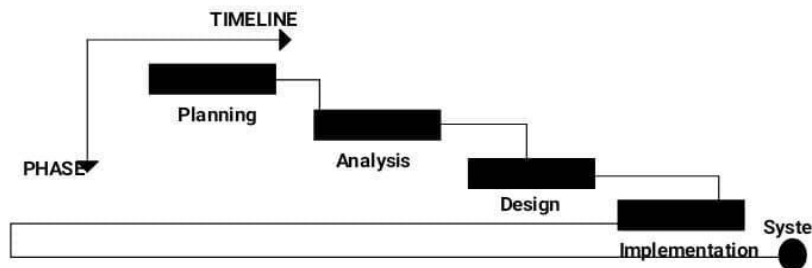 TIMELINE
Planning
PHASE
Analysis
Design
Syste
Implementation